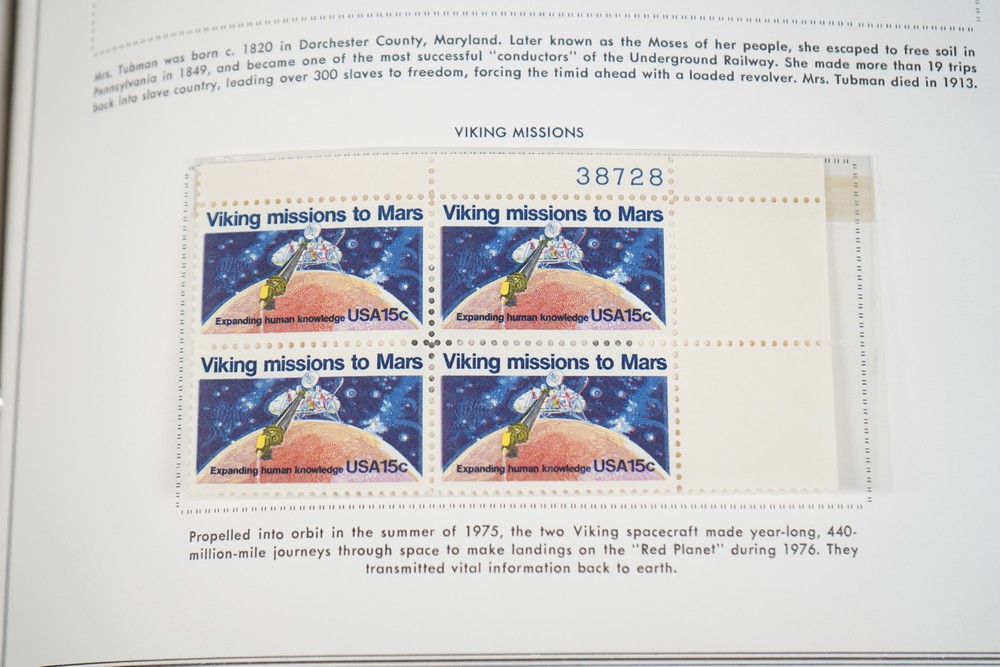 Mrs. Tubman was born c. 1820 in Dorchester County, Maryland. Later known as the Moses of her people, she escaped to free soil in
Pennsylvania in 1849, and became one of the most successful "conductors" of the Underground Railway. She made more than 19 trips
back into slave country, leading over 300 slaves to freedom, forcing the timid ahead with a loaded revolver. Mrs. Tubman died in 1913.
VIKING MISSIONS
38728
Viking missions to Mars
Expanding human knowledge USA15c
Viking missions to Mars
Expanding human knowledge USA15c
Viking missions to Mars
Expanding human knowledge USA15c
Viking missions to Mars
Expanding human knowledge USA15c
Propelled into orbit in the summer of 1975, the two Viking spacecraft made year-long, 440-
million-mile journeys through space to make landings on the "Red Planet" during 1976. They
transmitted vital information back to earth.